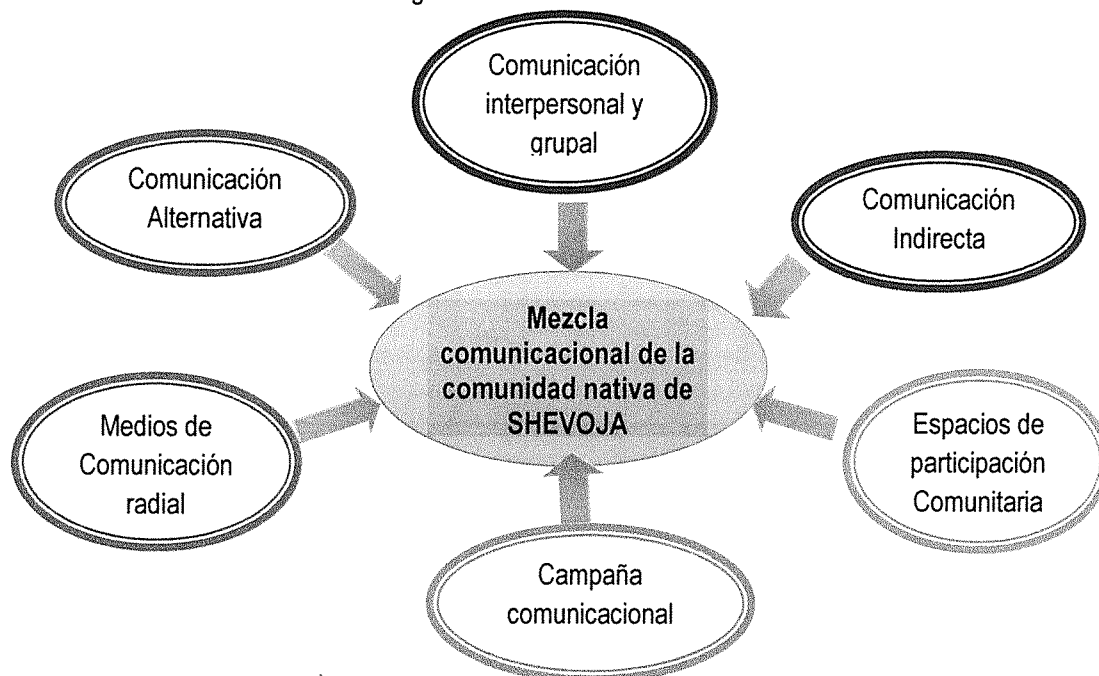 Comunicación
interpersonal y
grupal
Comunicación
Alternativa
Comunicación
Indirecta
Mezcla
comunicacional de la
comunidad nativa de
SHEVOJA
Medios de
Comunicación
radial
Espacios de
participación
Comunitaria
Campaña
comunicacional